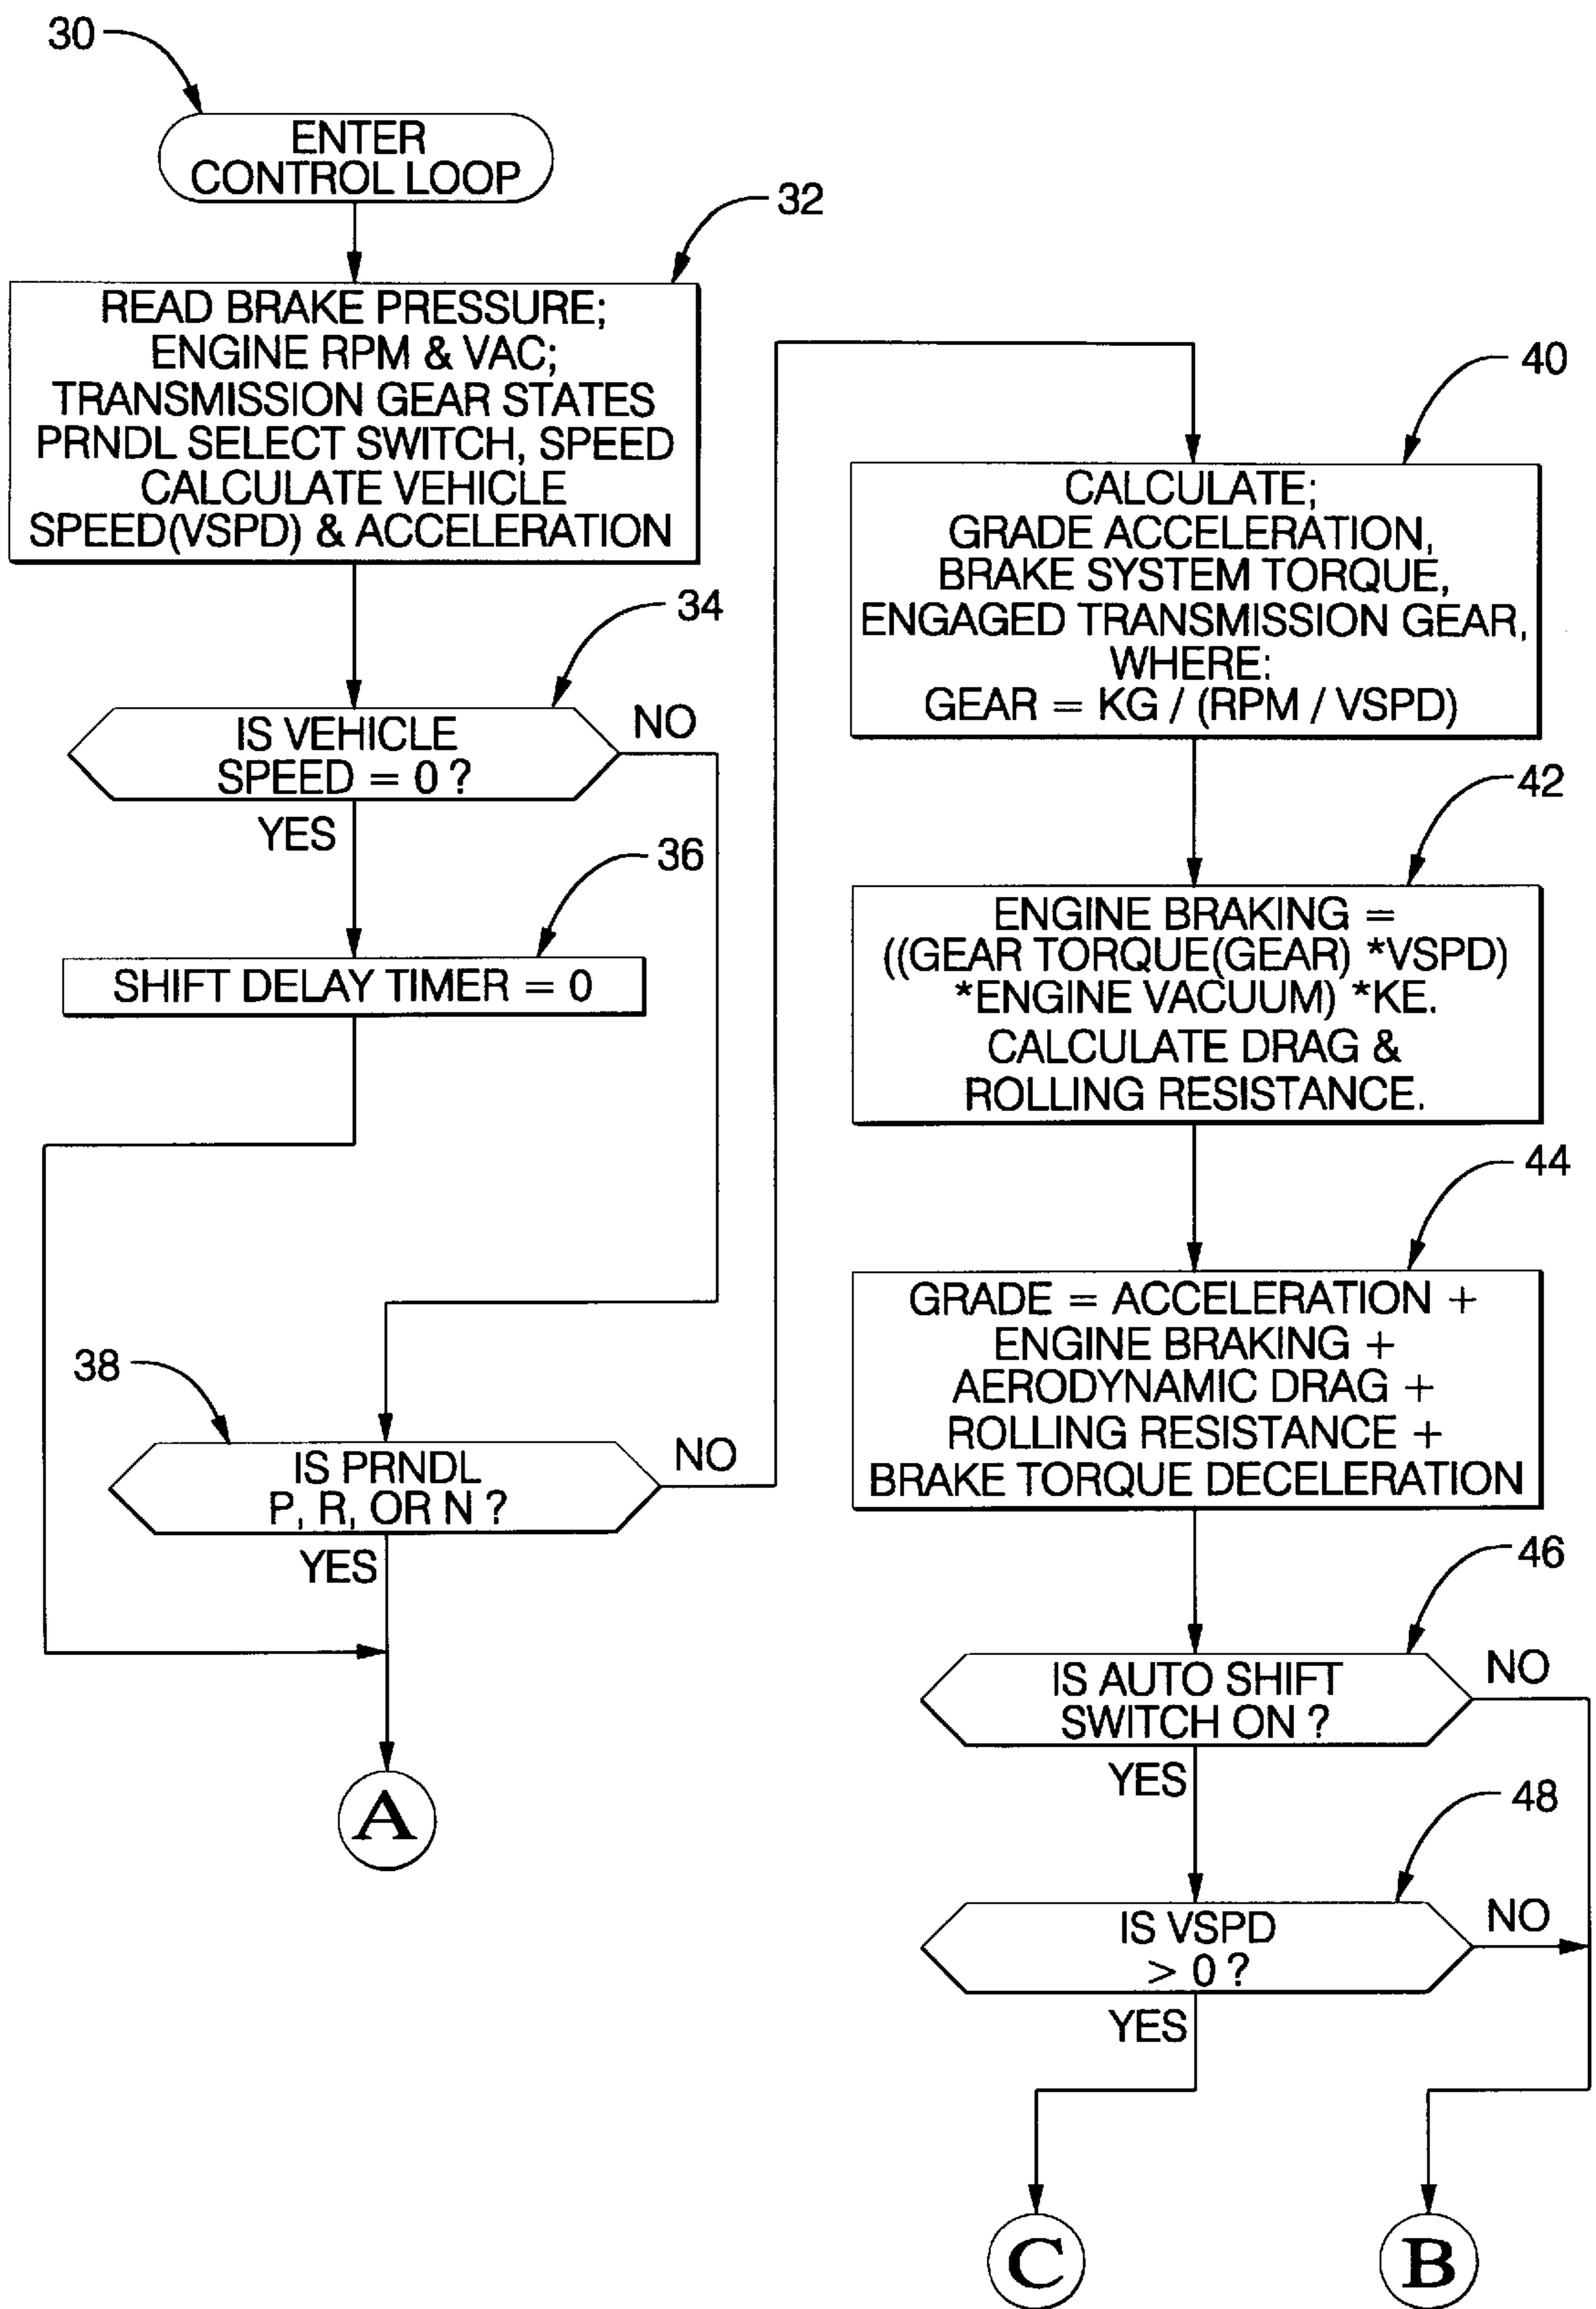 30
ENTER
CONTROL LOOP
32
READ BRAKE PRESSURE;
ENGINE RPM & VAC;
TRANSMISSION GEAR STATES
PRNDL SELECT SWITCH, SPEED
CALCULATE VEHICLE
SPEED(VSPD) & ACCELERATION
34
IS VEHICLE
SPEED = 0 ?
NO
YES
36
SHIFT DELAY TIMER = 0
38
IS PRNDL
P, R, OR N ?
NO
YES
A
40
CALCULATE;
GRADE ACCELERATION,
BRAKE SYSTEM TORQUE,
ENGAGED TRANSMISSION GEAR,
WHERE:
GEAR = KG / (RPM / VSPD)
42
ENGINE BRAKING =
((GEAR TORQUE(GEAR) *VSPD)
*ENGINE VACUUM) *KE.
CALCULATE DRAG &
ROLLING RESISTANCE.
44
GRADE = ACCELERATION +
ENGINE BRAKING +
AERODYNAMIC DRAG +
ROLLING RESISTANCE +
BRAKE TORQUE DECELERATION
46
IS AUTO SHIFT
SWITCH ON ?
NO
YES
48
IS VSPD
> 0 ?
NO
YES
C
B